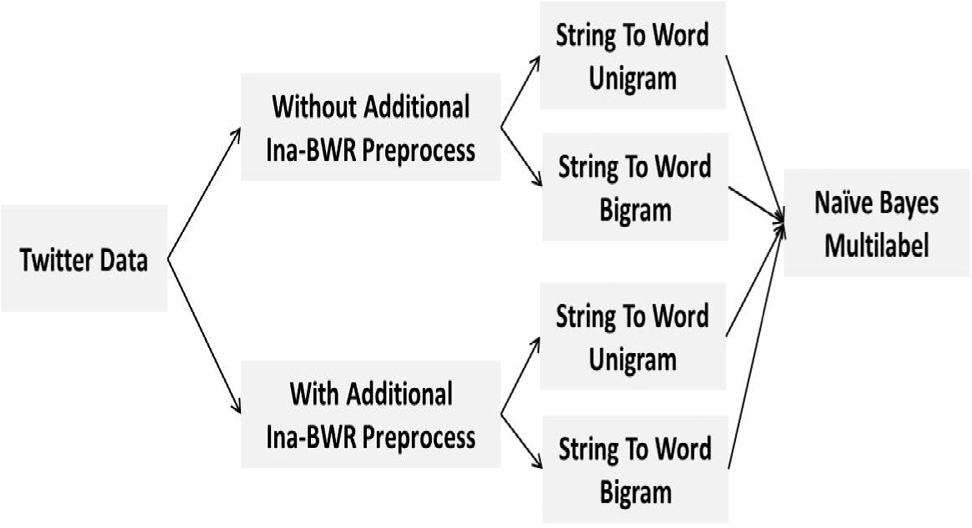 Twitter Data
Without Additional
Ina-BWR Preprocess
With Additional
Ina-BWR Preprocess
String To Word
Unigram
String To Word
Bigram
String To Word
Unigram
String To Word
Bigram
Naïve Bayes
Multilabel